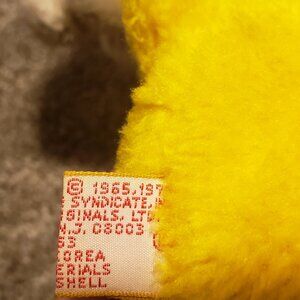 © 1965,197
SYNDICATE,
GINALS, LTD
N.J. 08003
53
KOREA
ERIALS
SHELL